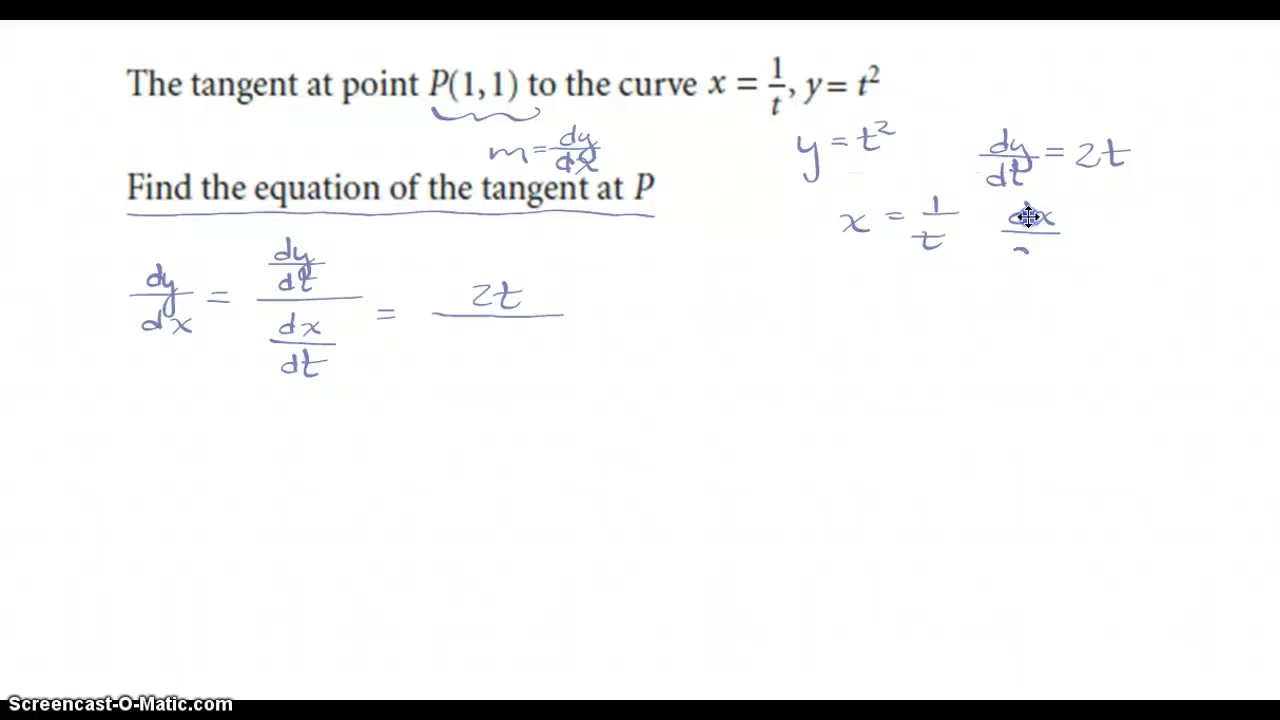 The tangent at point P(1,1) to the curve x = 1/t, y = t²
m = dy/dx
y = t²
dy/dt = 2t
Find the equation of the tangent at P
x = 1/t
dx
dy/dx = (dy/dt)/(dx/dt) = 2t/
Screencast-O-Matic.com